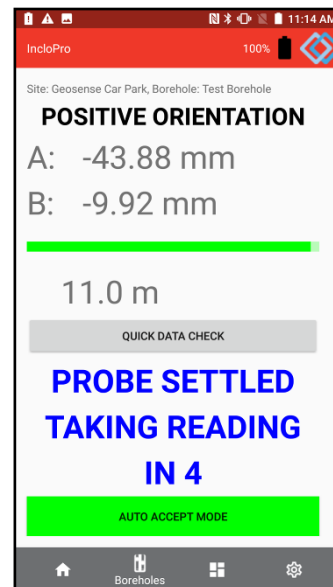 11:14 AM
IncloPro
100%
Site: Geosense Car Park, Borehole: Test Borehole
POSITIVE ORIENTATION
A: -43.88 mm
B: -9.92 mm
11.0 m
QUICK DATA CHECK
PROBE SETTLED
TAKING READING
IN 4
AUTO ACCEPT MODE
Boreholes